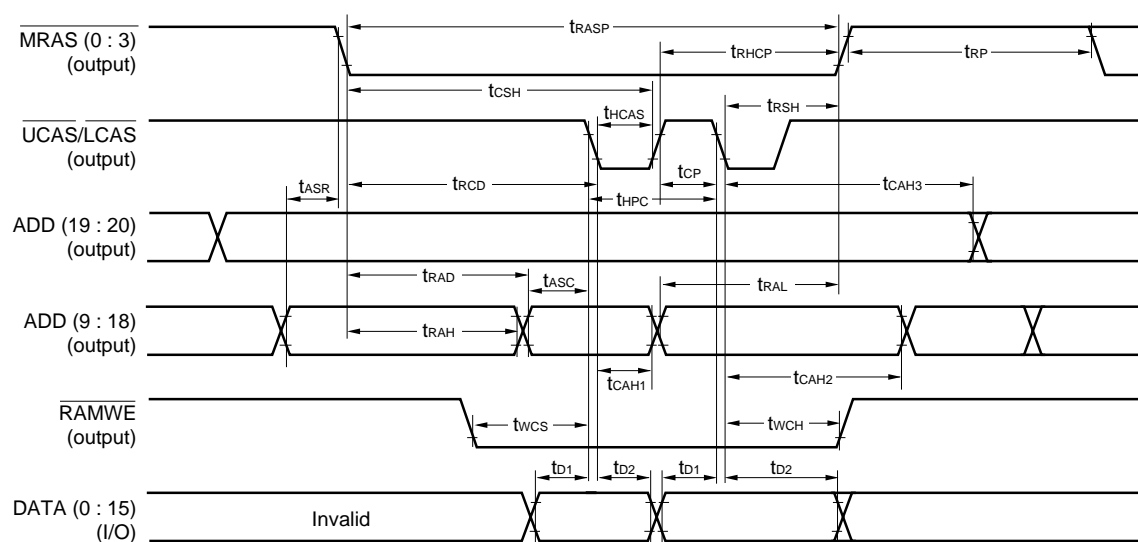 MRAS (0 : 3)
(output)
tRASP
tRHCP
tRP
tCSH
tRSH
tHCAS
UCAS/LCAS
(output)
tCP
tRCD
tCAH3
tASR
tHPC
ADD (19 : 20)
(output)
tRAD
tASC
tRAL
ADD (9 : 18)
(output)
tRAH
tCAH1
tCAH2
RAMWE
(output)
tWCS
tWCH
tD1
tD2
tD1
tD2
DATA (0 : 15)
(I/O)
Invalid